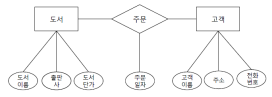 도서
주문
고객
도서
이름
출판
사
도서
단가
주문
일자
고객
이름
주소
전화
번호